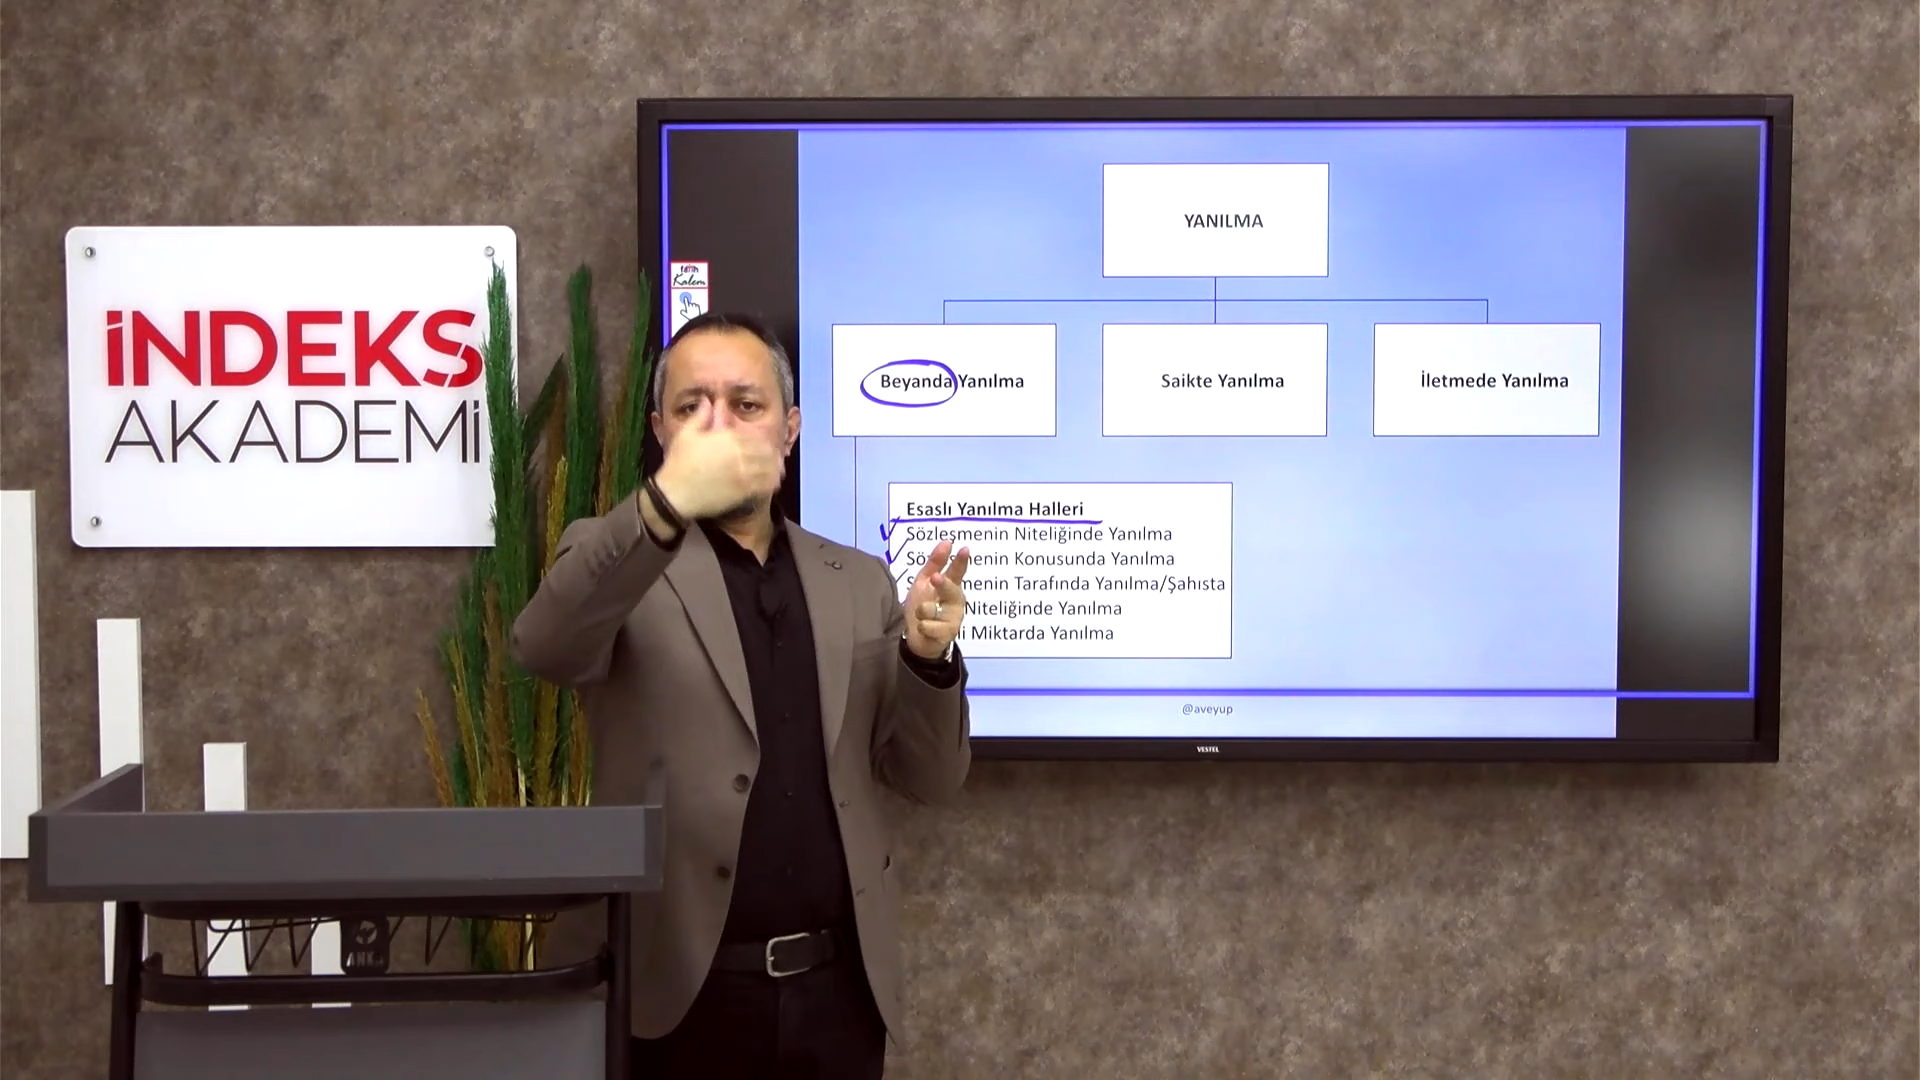 İNDEKS
AKADEMİ
Kalem
YANILMA
Beyanda Yanılma
Saikte Yanılma
İletmede Yanılma
Esaslı Yanılma Halleri
Sözleşmenin Niteliğinde Yanılma
Konusunda Yanılma
Tarafında Yanılma/Şahısta
Niteliğinde Yanılma
Miktarda Yanılma
@aveyup
VESTEL